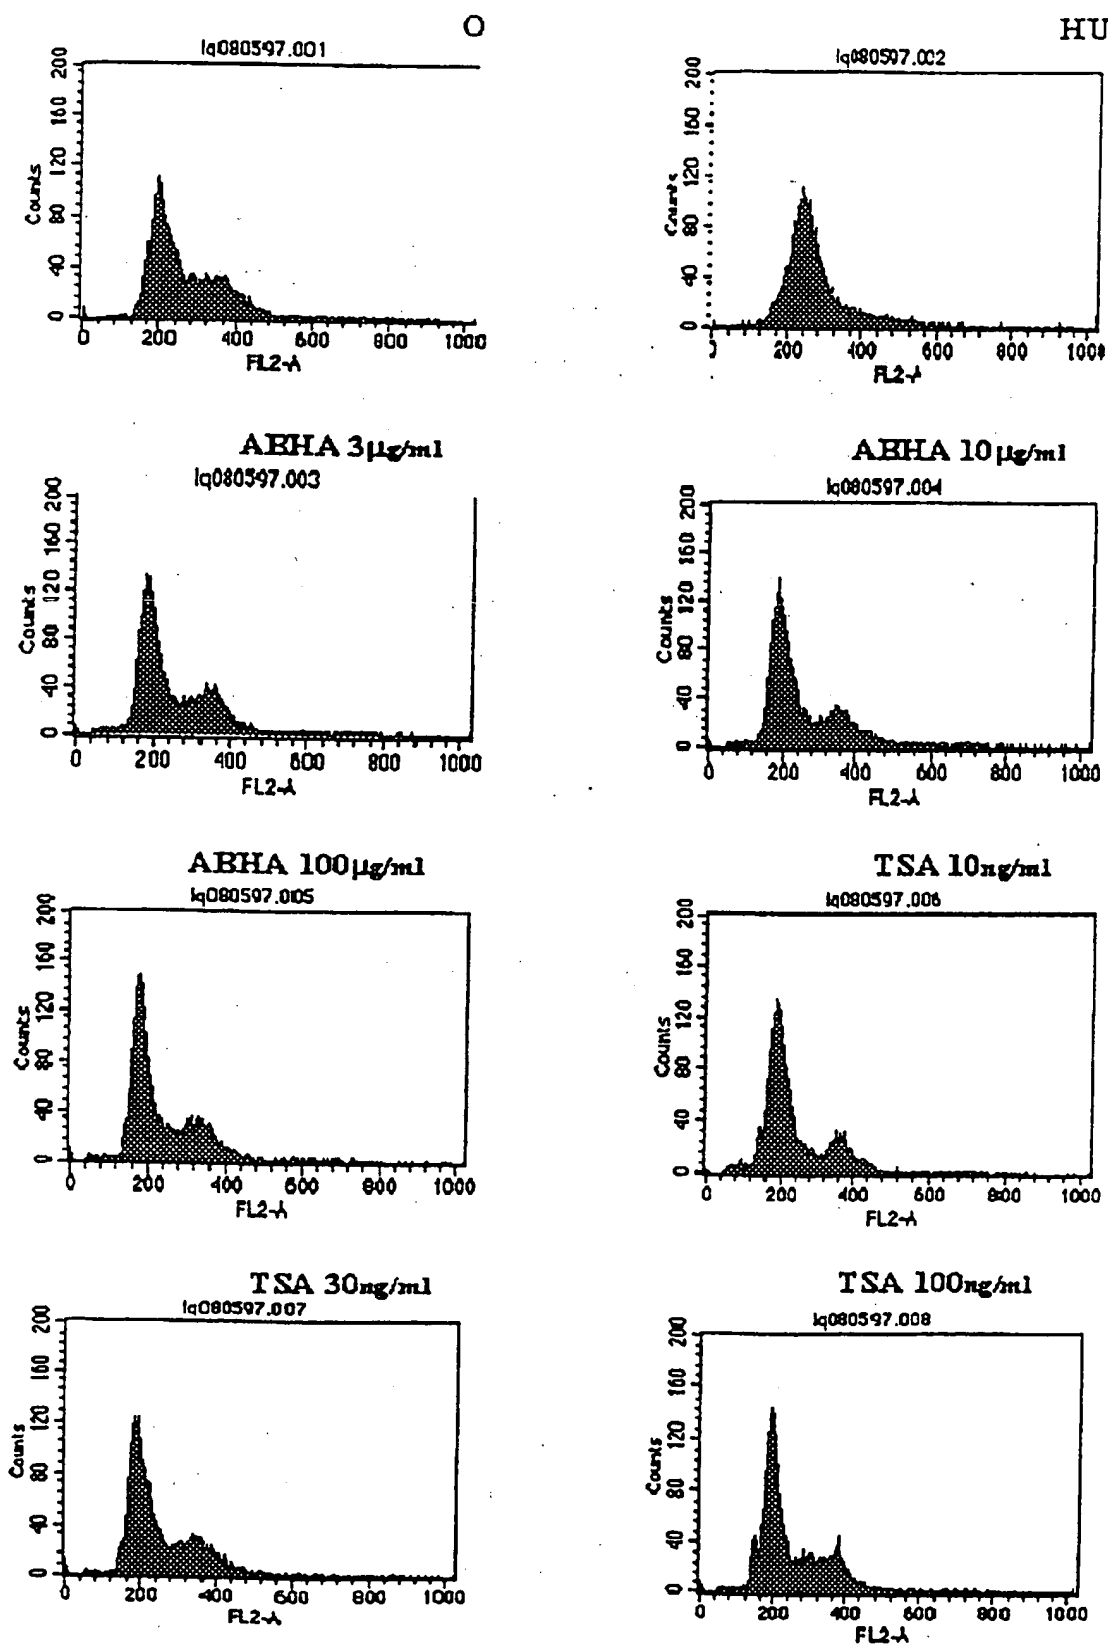 O
lq080597.001
200
160
120
80
40
0
Counts
0 200 400 600 800 1000
FL2-A
HU
lq080597.002
200
160
120
80
40
0
Counts
0 200 400 600 800 1000
FL2-A
ABHA 3µg/ml
lq080597.003
200
160
120
80
40
0
Counts
0 200 400 600 800 1000
FL2-A
ABHA 10µg/ml
lq080597.004
200
160
120
80
40
0
Counts
0 200 400 600 800 1000
FL2-A
ABHA 100µg/ml
lq080597.0105
200
160
120
80
40
0
Counts
0 200 400 600 800 1000
FL2-A
TSA 10ng/ml
lq080597.006
200
160
120
80
40
0
Counts
0 200 400 600 800 1000
FL2-A
TSA 30ng/ml
lq080597.007
200
160
120
80
40
0
Counts
0 200 400 600 800 1000
FL2-A
TSA 100ng/ml
lq080597.008
200
160
120
80
40
0
Counts
0 200 400 600 800 1000
FL2-A